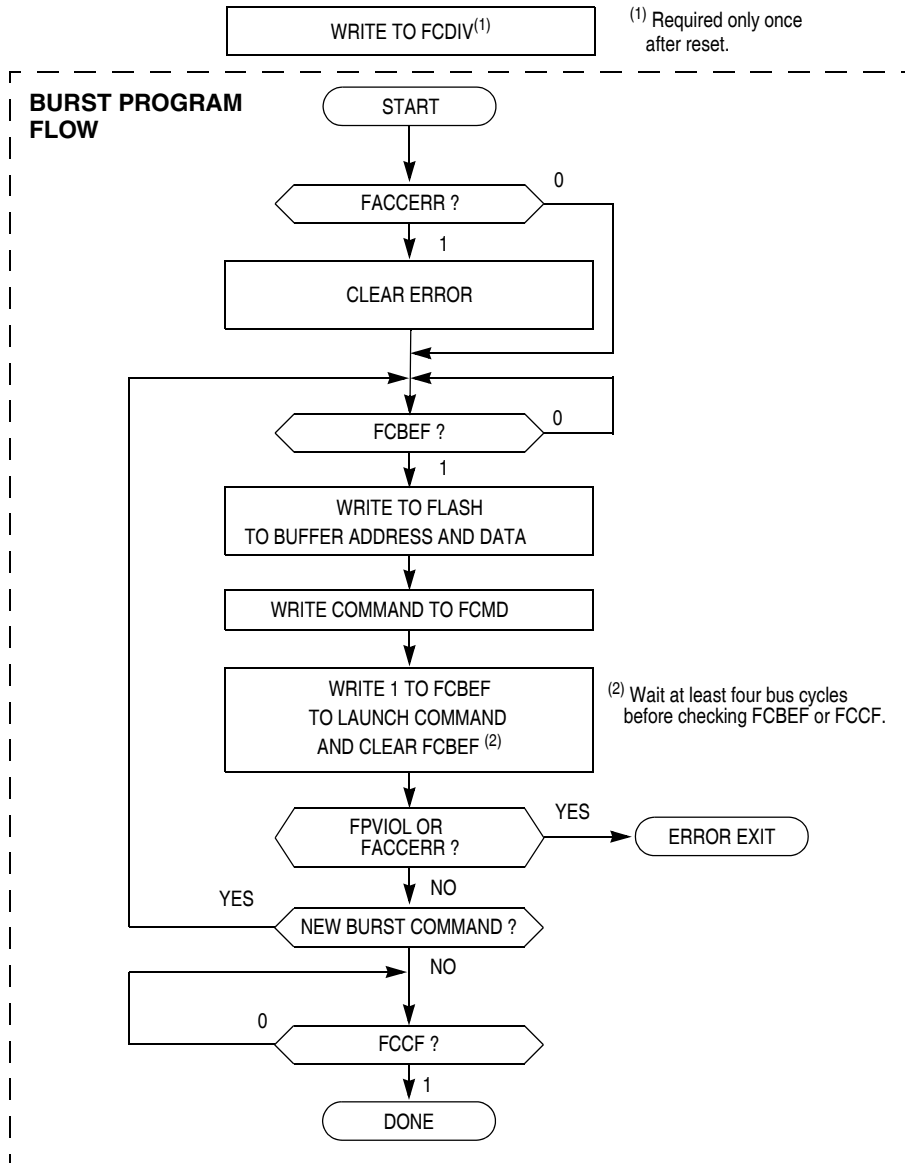 WRITE TO FCDIV(1)
(1) Required only once
after reset.
BURST PROGRAM
FLOW
START
FACCERR ?
0
1
CLEAR ERROR
FCBEF ?
0
1
WRITE TO FLASH
TO BUFFER ADDRESS AND DATA
WRITE COMMAND TO FCMD
WRITE 1 TO FCBEF
TO LAUNCH COMMAND
AND CLEAR FCBEF (2)
(2) Wait at least four bus cycles
before checking FCBEF or FCCF.
FPVIOL OR
FACCERR ?
YES
ERROR EXIT
NO
YES
NEW BURST COMMAND ?
NO
0
FCCF ?
1
DONE